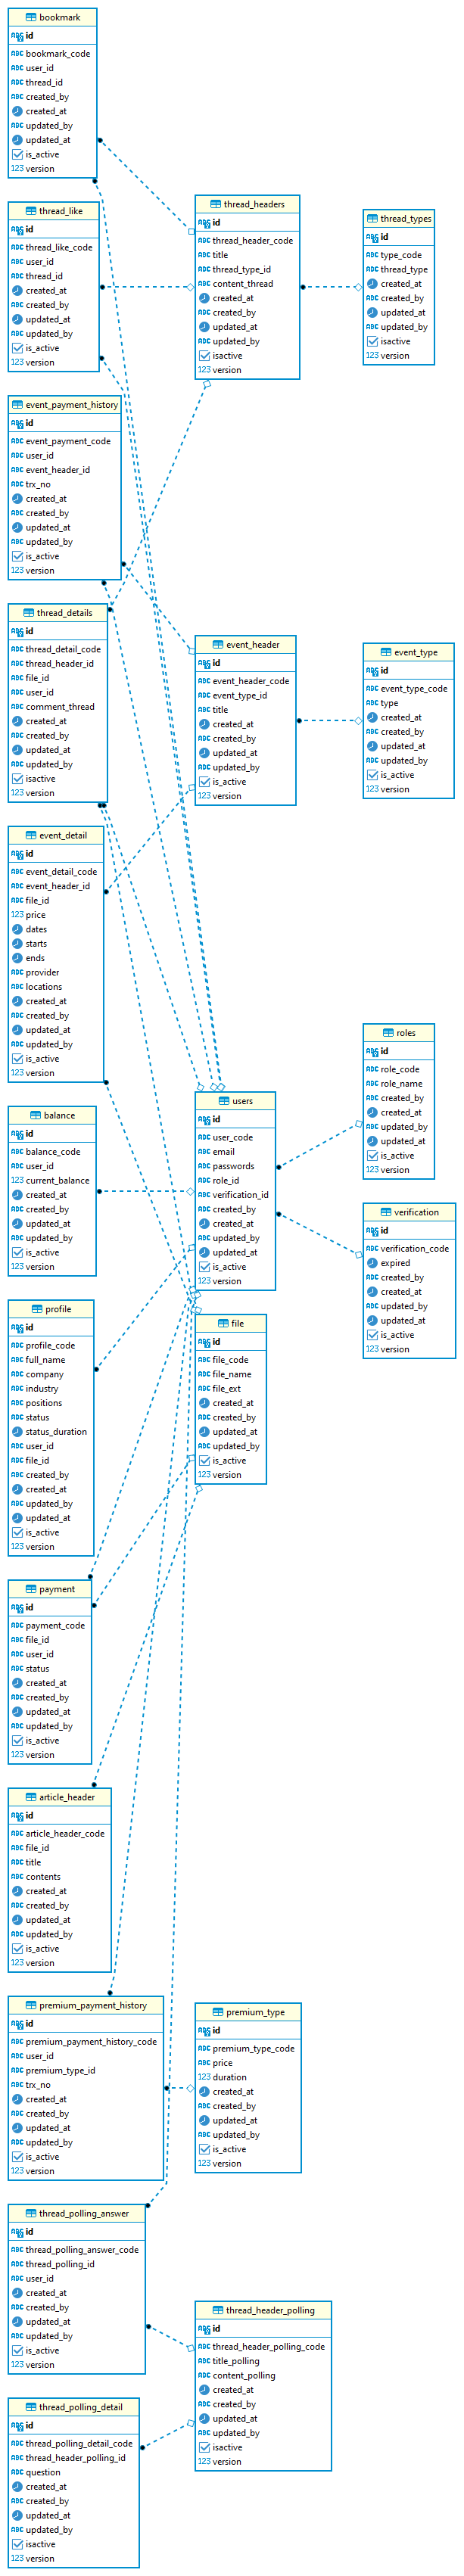 bookmark
id
bookmark_code
user_id
thread_id
created_by
created_at
updated_by
updated_at
is_active
version
thread_like
id
thread_like_code
user_id
thread_id
created_at
created_by
updated_at
updated_by
is_active
version
event_payment_history
id
event_payment_code
user_id
event_header_id
trx_no
created_at
created_by
updated_at
updated_by
is_active
version
thread_details
id
thread_detail_code
thread_header_id
file_id
user_id
comment_thread
created_at
created_by
updated_at
updated_by
isactive
version
event_detail
id
event_detail_code
event_header_id
file_id
price
dates
starts
ends
provider
locations
created_at
created_by
updated_at
updated_by
is_active
version
balance
id
balance_code
user_id
current_balance
created_at
created_by
updated_at
updated_by
is_active
version
profile
id
profile_code
full_name
company
industry
positions
status
status_duration
user_id
file_id
created_by
created_at
updated_by
updated_at
is_active
version
payment
id
payment_code
file_id
user_id
status
created_at
created_by
updated_at
updated_by
is_active
version
article_header
id
article_header_code
file_id
title
contents
created_at
created_by
updated_at
updated_by
is_active
version
premium_payment_history
id
premium_payment_history_code
user_id
premium_type_id
trx_no
created_at
created_by
updated_at
updated_by
is_active
version
thread_polling_answer
id
thread_polling_answer_code
thread_polling_id
user_id
created_at
created_by
updated_at
updated_by
is_active
version
thread_polling_detail
id
thread_polling_detail_code
thread_header_polling_id
question
created_at
created_by
updated_at
updated_by
isactive
version
thread_headers
id
thread_header_code
title
thread_type_id
content_thread
created_at
created_by
updated_at
updated_by
isactive
version
event_header
id
event_header_code
event_type_id
title
created_at
created_by
updated_at
updated_by
is_active
version
users
id
user_code
email
passwords
role_id
verification_id
created_by
created_at
updated_by
updated_at
is_active
version
file
id
file_code
file_name
file_ext
created_at
created_by
updated_at
updated_by
is_active
version
premium_type
id
premium_type_code
price
duration
created_at
created_by
updated_at
updated_by
is_active
version
thread_header_polling
id
thread_header_polling_code
title_polling
content_polling
created_at
created_by
updated_at
updated_by
isactive
version
thread_types
id
type_code
thread_type
created_at
created_by
updated_at
updated_by
isactive
version
event_type
id
event_type_code
type
created_at
created_by
updated_at
updated_by
is_active
version
roles
id
role_code
role_name
created_by
created_at
updated_by
updated_at
is_active
version
verification
id
verification_code
expired
created_by
created_at
updated_by
updated_at
is_active
version